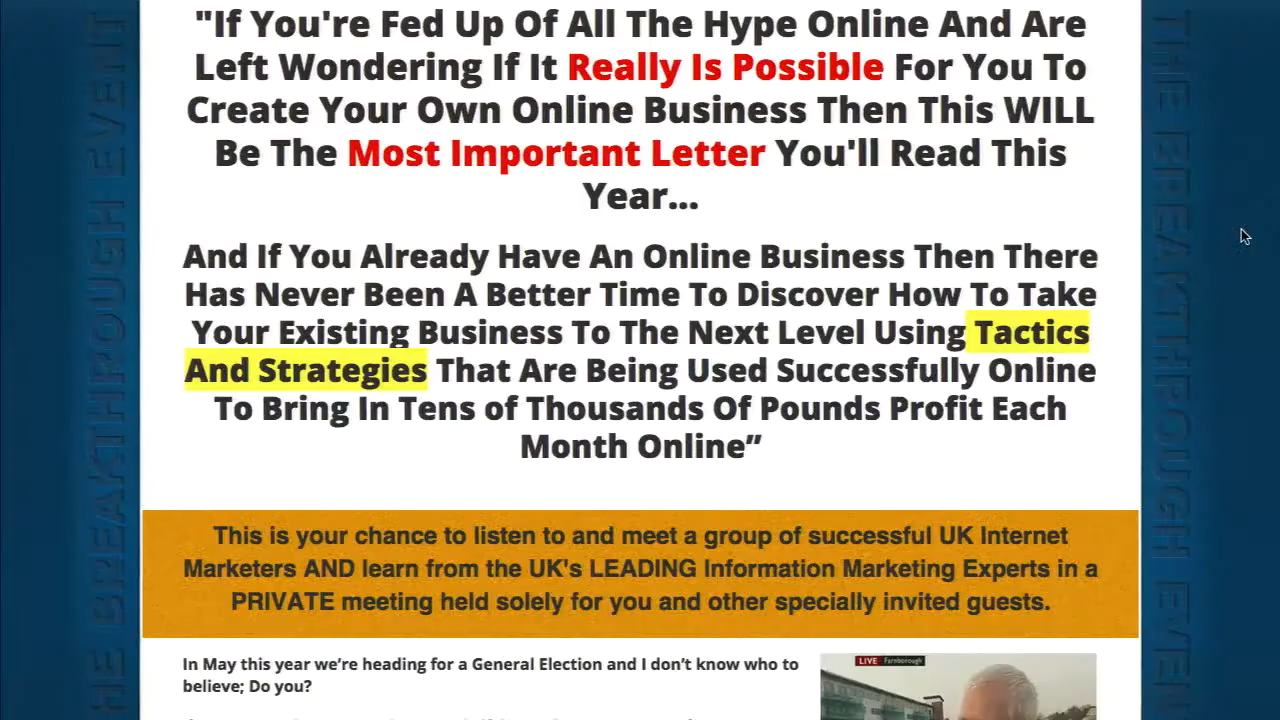 "If You're Fed Up Of All The Hype Online And Are
Left Wondering If It Really Is Possible For You To
Create Your Own Online Business Then This WILL
Be The Most Important Letter You'll Read This
Year...
And If You Already Have An Online Business Then There
Has Never Been A Better Time To Discover How To Take
Your Existing Business To The Next Level Using Tactics
And Strategies That Are Being Used Successfully Online
To Bring In Tens of Thousands Of Pounds Profit Each
Month Online”
This is your chance to listen to and meet a group of successful UK Internet
Marketers AND learn from the UK's LEADING Information Marketing Experts in a
PRIVATE meeting held solely for you and other specially invited guests.
In May this year we’re heading for a General Election and I don’t know who to
believe; Do you?
LIVE Farnborough
THE BREAKTHROUGH EVENT
THE BREAKTHROUGH EVENT